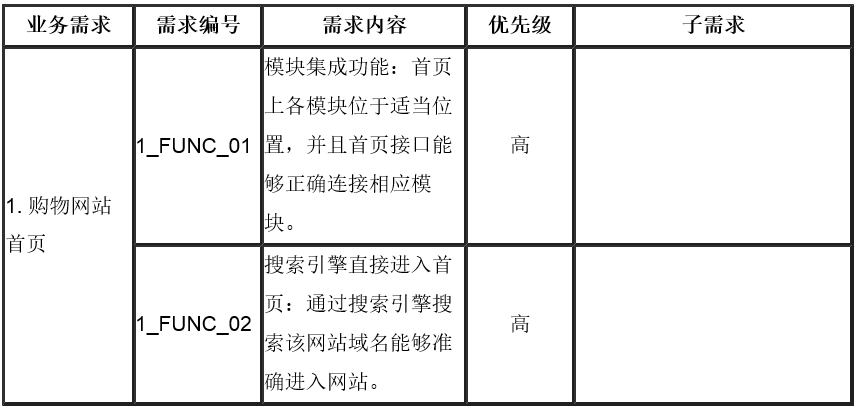 业务需求 需求编号 需求内容 优先级 子需求
模块集成功能：首页
上各模块位于适当位
1_FUNC_01 置，并且首页接口能 高
够正确连接相应模
块。
1. 购物网站
首页
搜索引擎直接进入首
页：通过搜索引擎搜
1_FUNC_02 索该网站域名能够准 高
确进入网站。